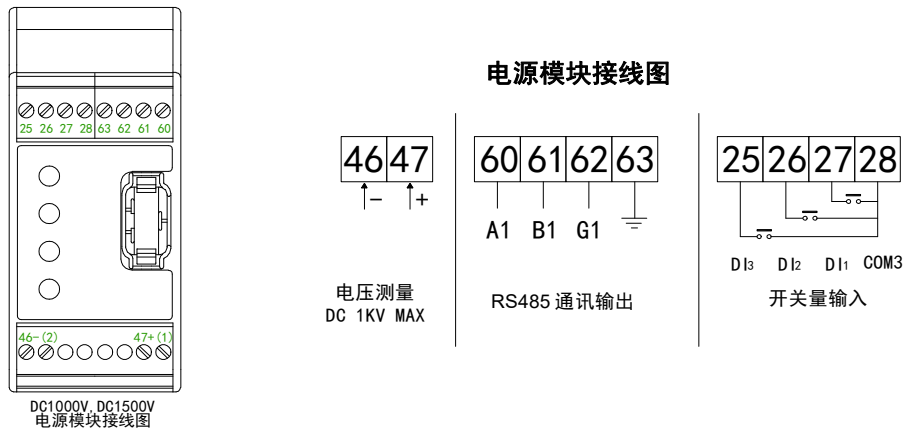 电源模块接线图
25 26 27 28 63 62 61 60
46-(2) 47+(1)
DC1000V, DC1500V
电源模块接线图
46 47
- +
电压测量
DC 1KV MAX
60 61 62 63
A1 B1 G1
RS485 通讯输出
25 26 27 28
DI3 DI2 DI1 COM3
开关量输入